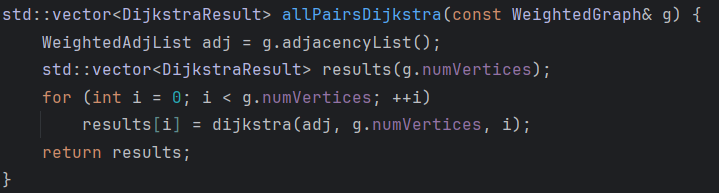 std::vector<DijkstraResult> allPairsDijkstra(const WeightedGraph& g) {
    WeightedAdjList adj = g.adjacencyList();
    std::vector<DijkstraResult> results(g.numVertices);
    for (int i = 0; i < g.numVertices; ++i)
        results[i] = dijkstra(adj, g.numVertices, i);
    return results;
}